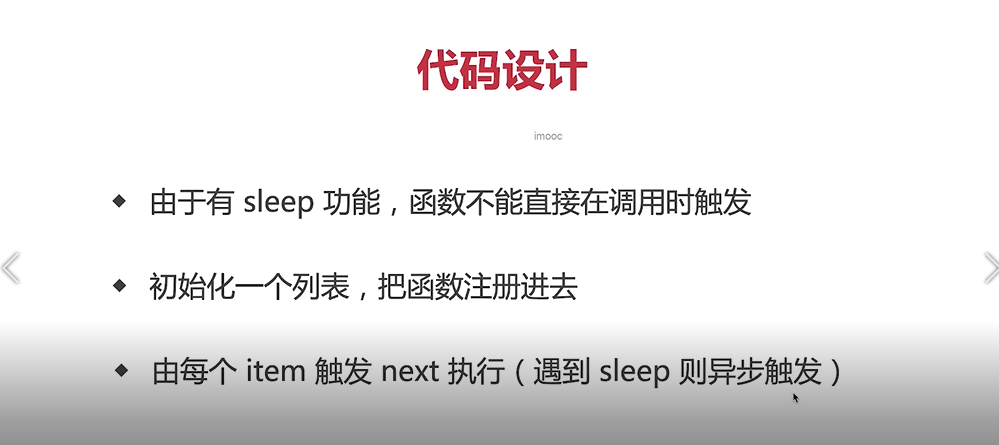 代码设计
imooc
◆ 由于有 sleep 功能，函数不能直接在调用时触发
◆ 初始化一个列表，把函数注册进去
◆ 由每个 item 触发 next 执行（遇到 sleep 则异步触发）